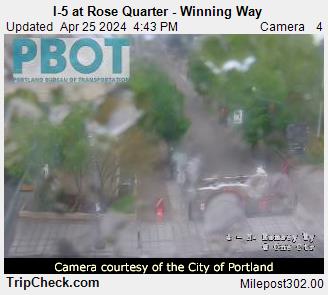 I-5 at Rose Quarter - Winning Way
Updated Apr 25 2024 4:43 PM Camera 4
PBOT
PORTLAND BUREAU OF TRANSPORTATION
Camera courtesy of the City of Portland
TripCheck.com Milepost302.00